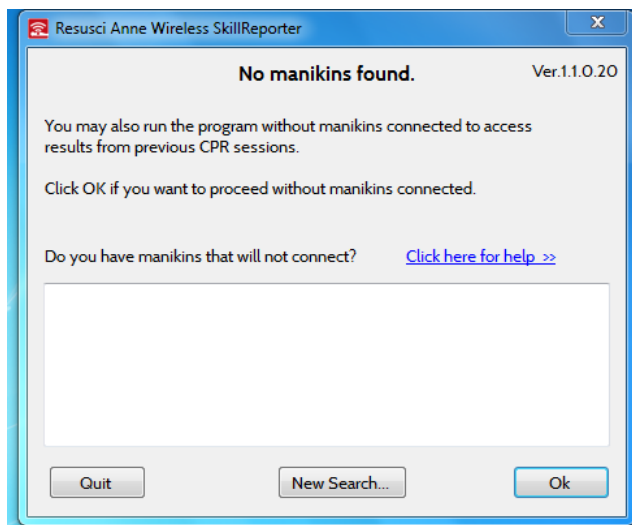 Resusci Anne Wireless SkillReporter
No manikins found.
Ver.1.1.0.20
You may also run the program without manikins connected to access
results from previous CPR sessions.
Click OK if you want to proceed without manikins connected.
Do you have manikins that will not connect?
Click here for help >>
Quit
New Search...
Ok